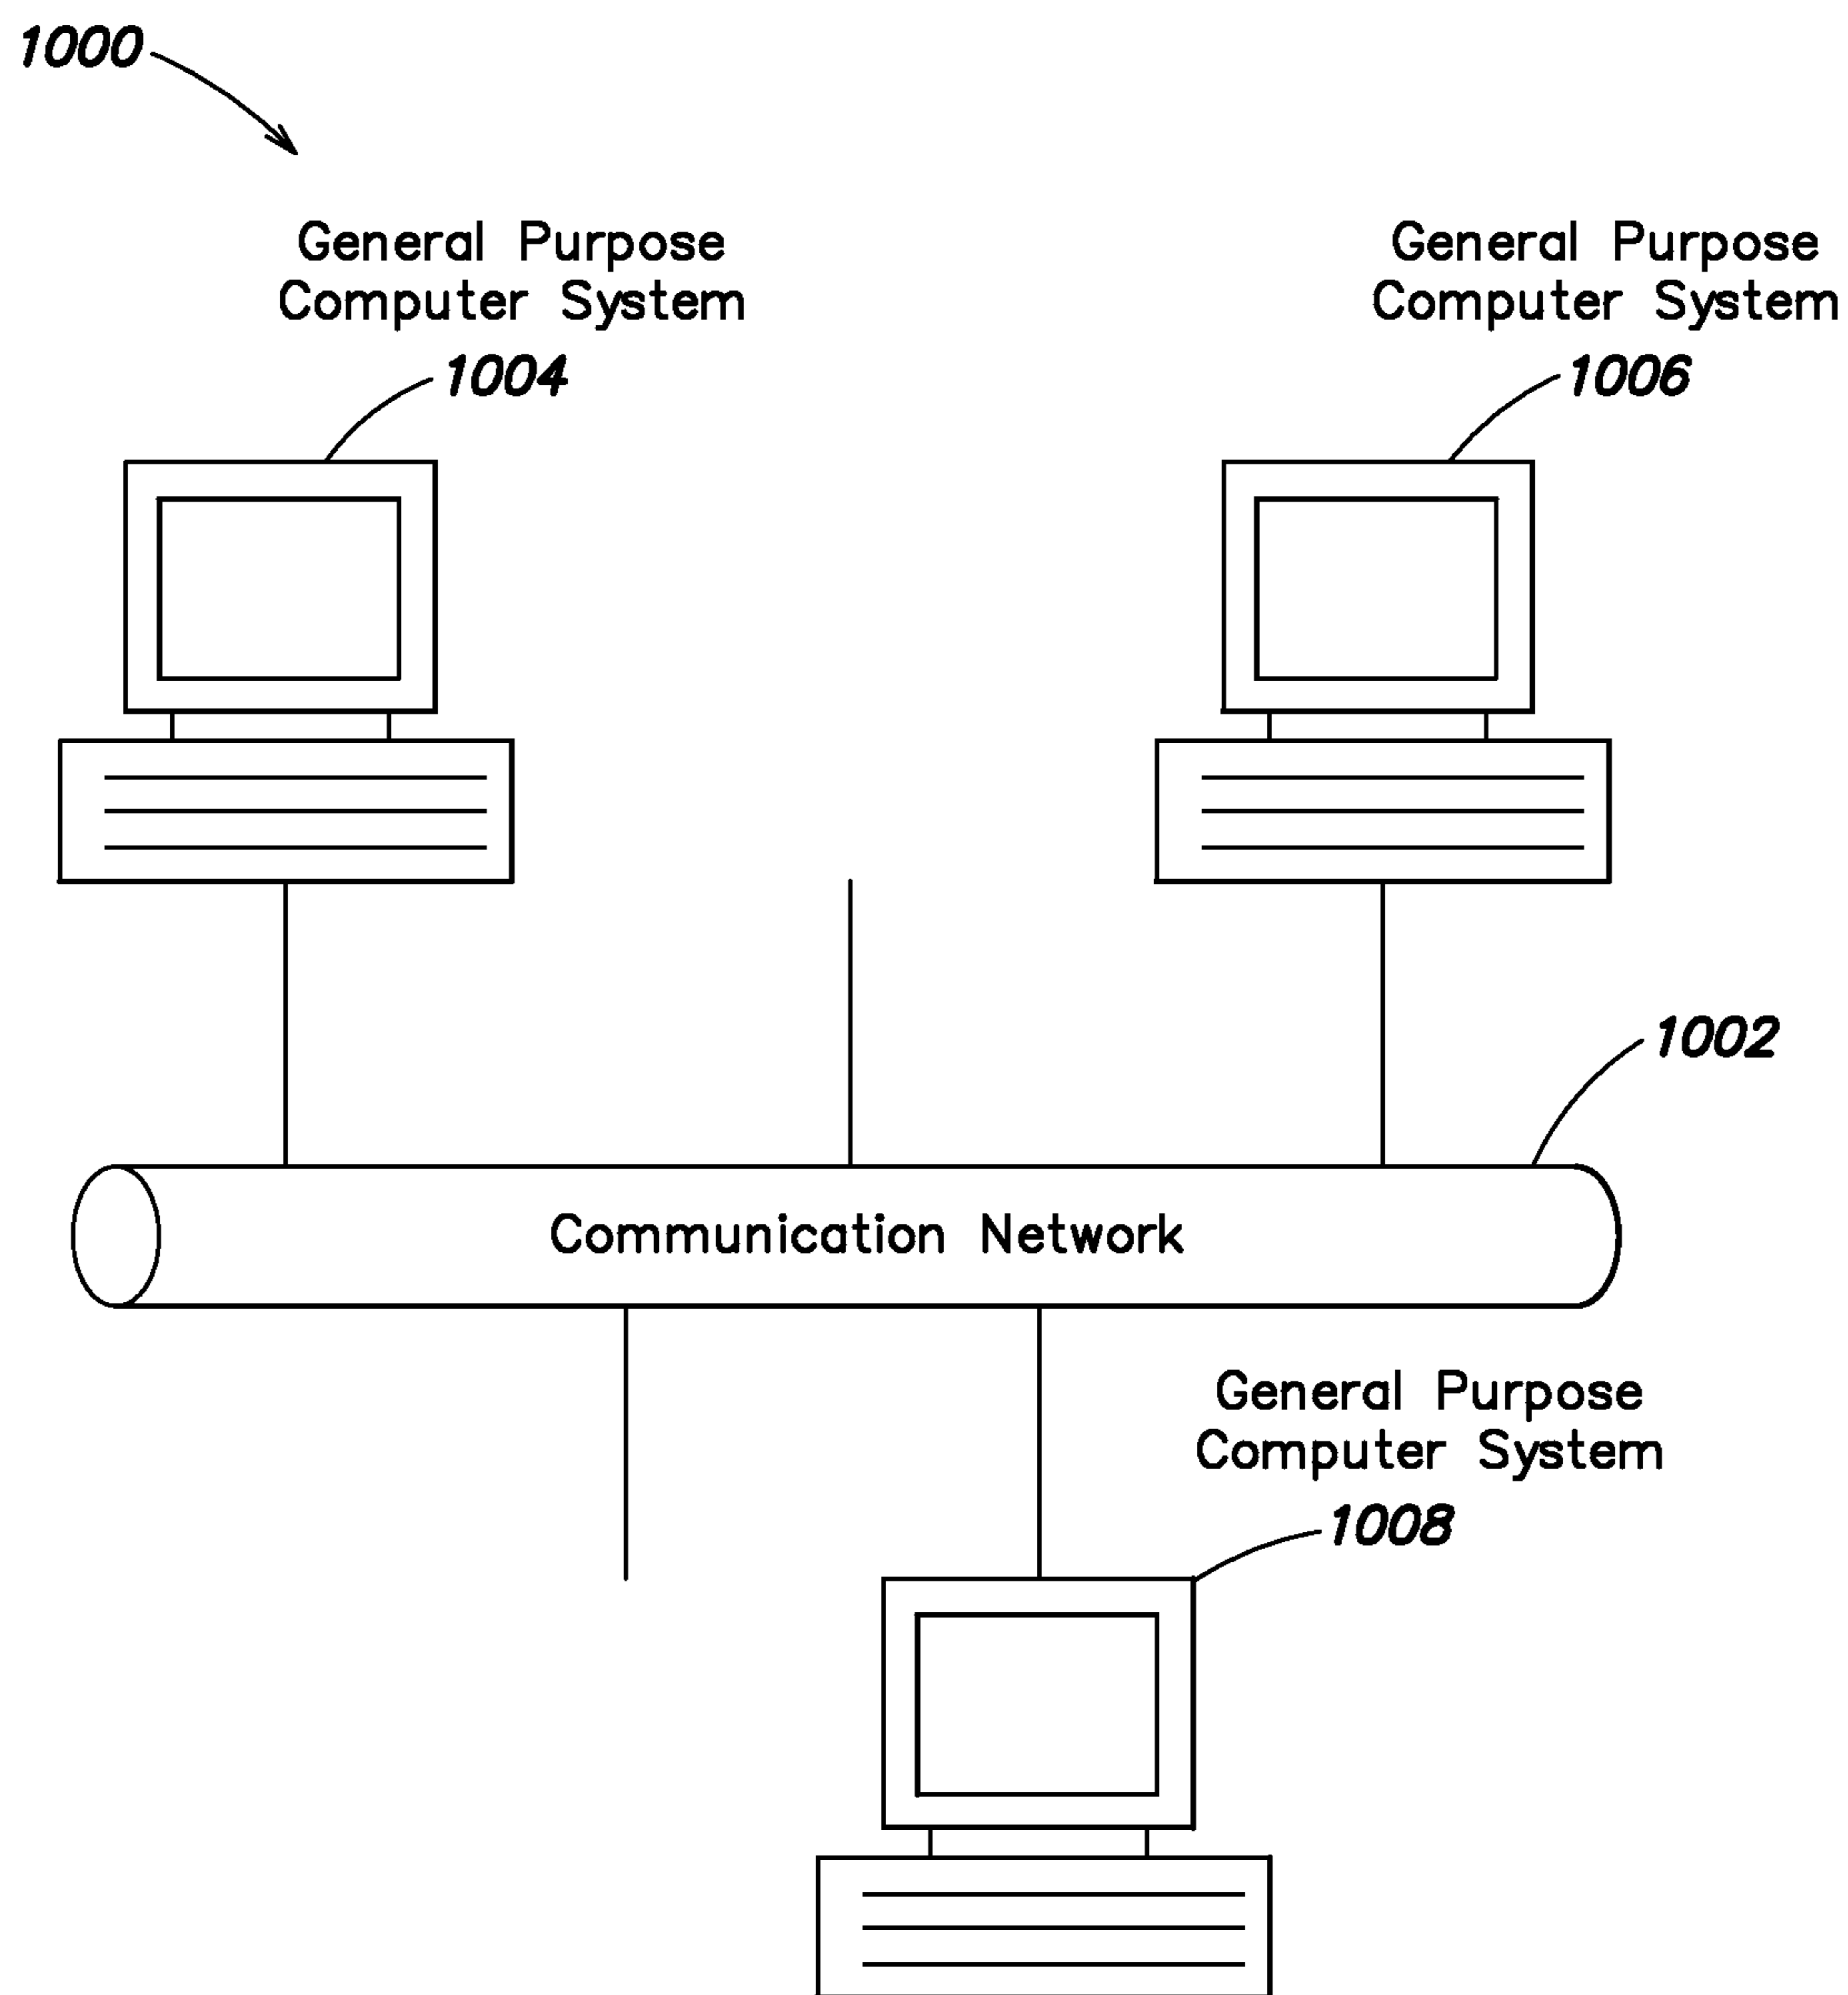 1000
General Purpose
Computer System
1004
General Purpose
Computer System
1006
1002
Communication Network
General Purpose
Computer System
1008